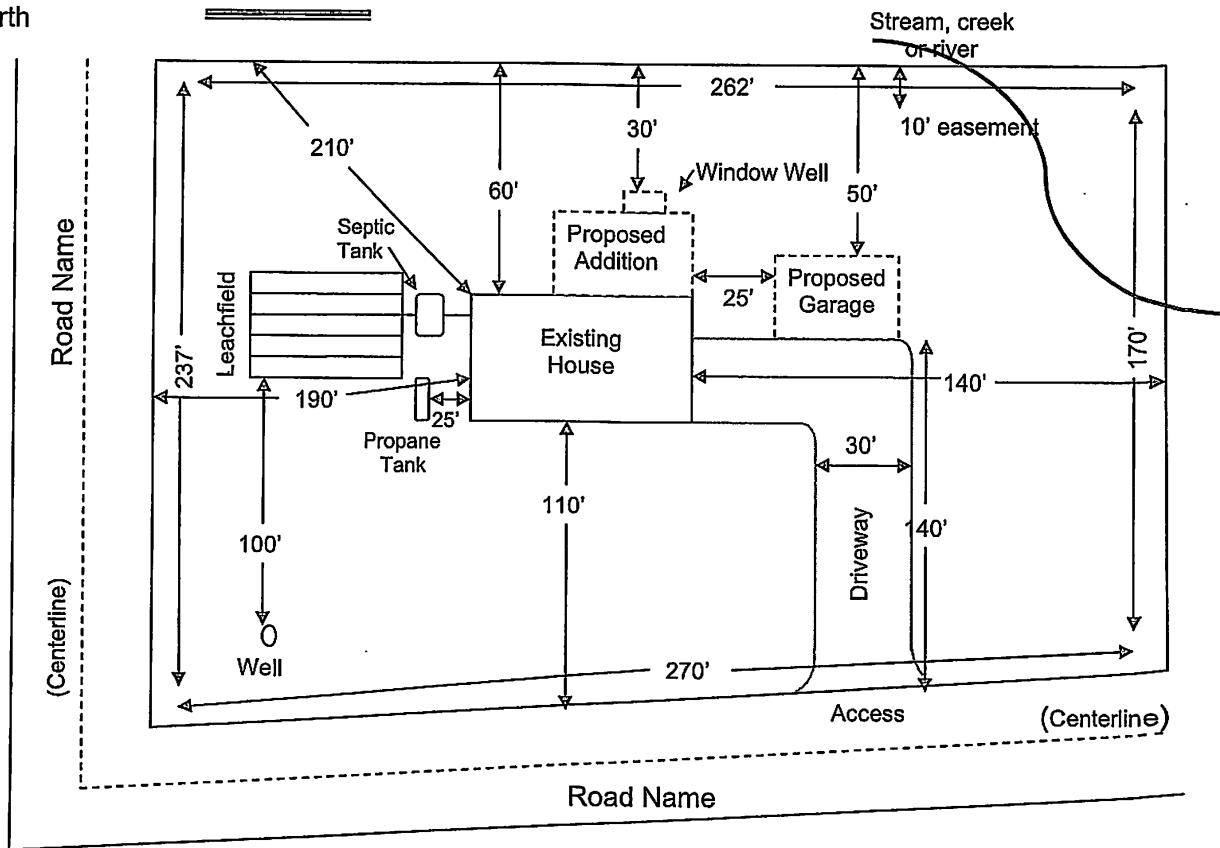 rth
Stream, creek
or river
262'
10' easement
30'
210'
60'
Window Well
50'
Septic
Tank
Proposed
Addition
25'
Proposed
Garage
Road Name
Leachfield
237'
Existing
House
170'
140'
190'
25'
Propane
Tank
30'
110'
140'
Driveway
100'
(Centerline)
Well
270'
Access
(Centerline)
Road Name